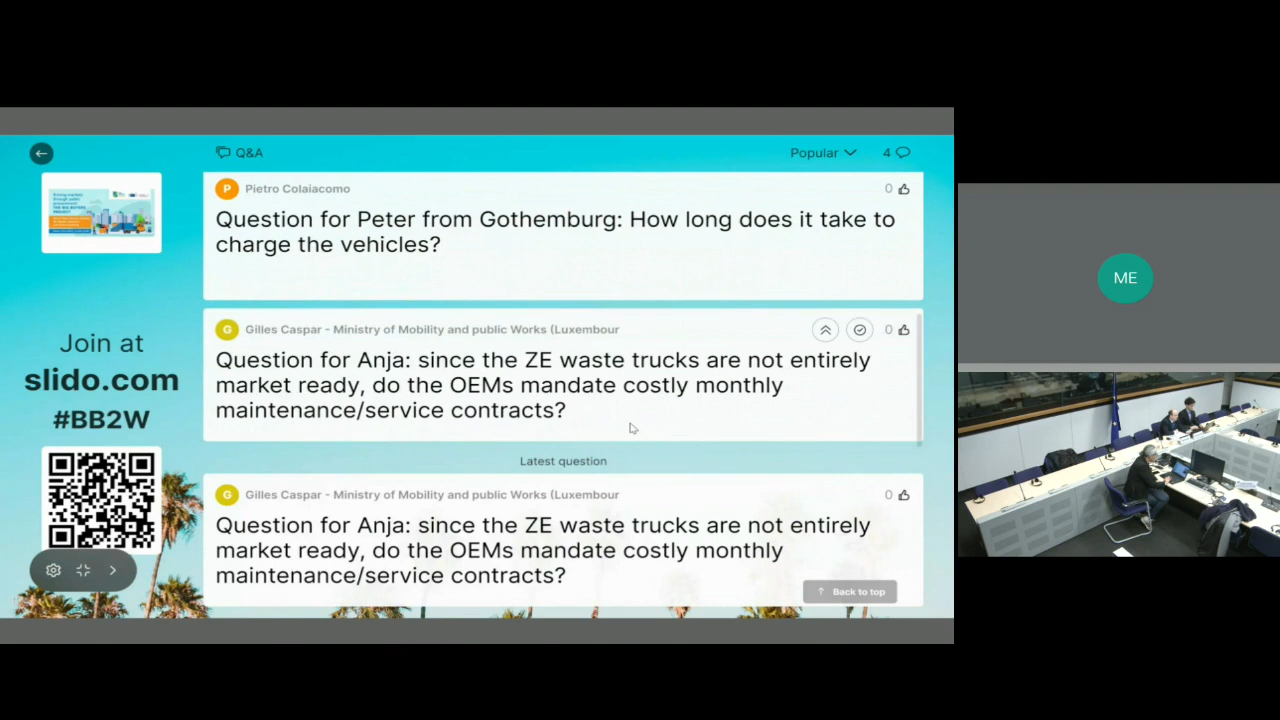 Q&A
Popular
4
P
Pietro Colaiacomo
0
Question for Peter from Gothemburg: How long does it take to
charge the vehicles?
G
Gilles Caspar - Ministry of Mobility and public Works (Luxembour
0
Question for Anja: since the ZE waste trucks are not entirely
market ready, do the OEMs mandate costly monthly
maintenance/service contracts?
Latest question
G
Gilles Caspar - Ministry of Mobility and public Works (Luxembour
0
Question for Anja: since the ZE waste trucks are not entirely
market ready, do the OEMs mandate costly monthly
maintenance/service contracts?
Back to top
Join at
slido.com
#BB2W
ME